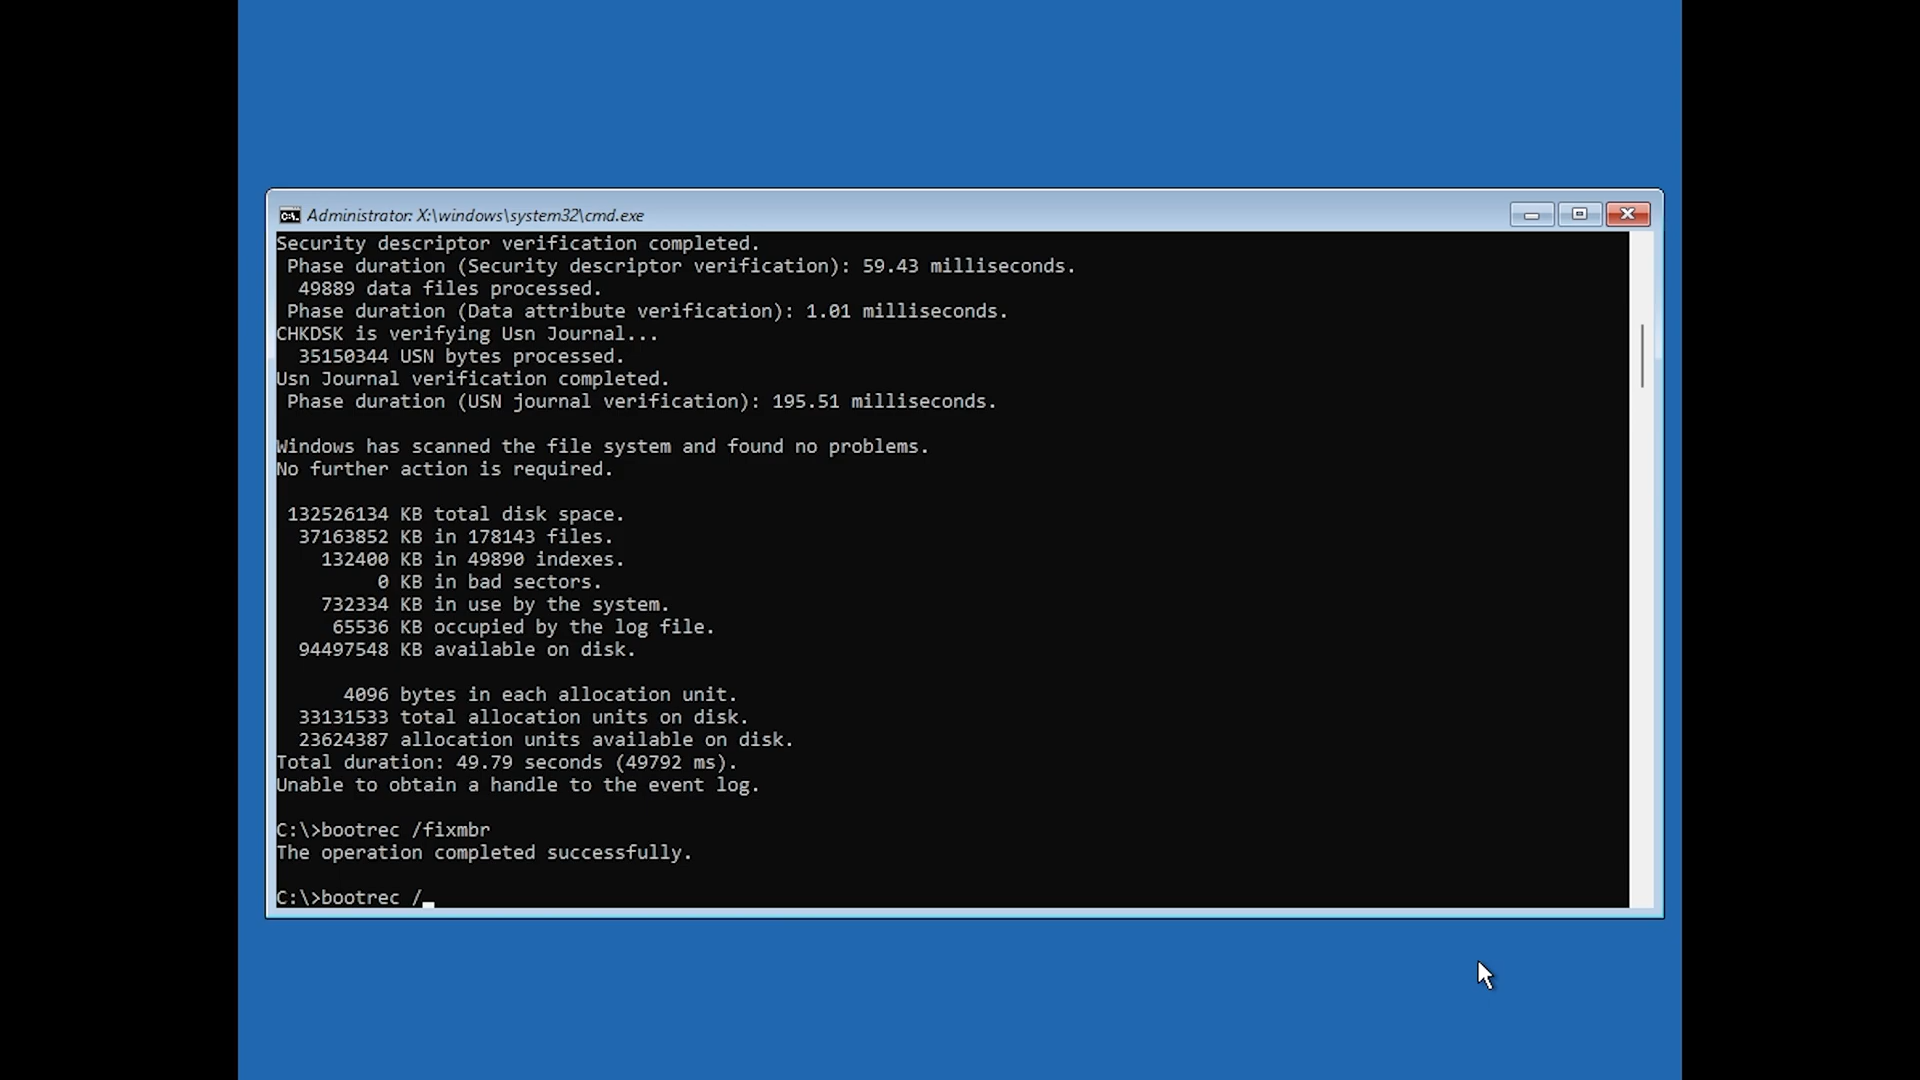 Administrator: X:\windows\system32\cmd.exe
Security descriptor verification completed.
Phase duration (Security descriptor verification): 59.43 milliseconds.
49889 data files processed.
Phase duration (Data attribute verification): 1.01 milliseconds.
CHKDSK is verifying Usn Journal...
35150344 USN bytes processed.
Usn Journal verification completed.
Phase duration (USN journal verification): 195.51 milliseconds.
Windows has scanned the file system and found no problems.
No further action is required.
132526134 KB total disk space.
37163852 KB in 178143 files.
132400 KB in 49890 indexes.
0 KB in bad sectors.
732334 KB in use by the system.
65536 KB occupied by the log file.
94497548 KB available on disk.
4096 bytes in each allocation unit.
33131533 total allocation units on disk.
23624387 allocation units available on disk.
Total duration: 49.79 seconds (49792 ms).
Unable to obtain a handle to the event log.
C:\>bootrec /fixmbr
The operation completed successfully.
C:\>bootrec /